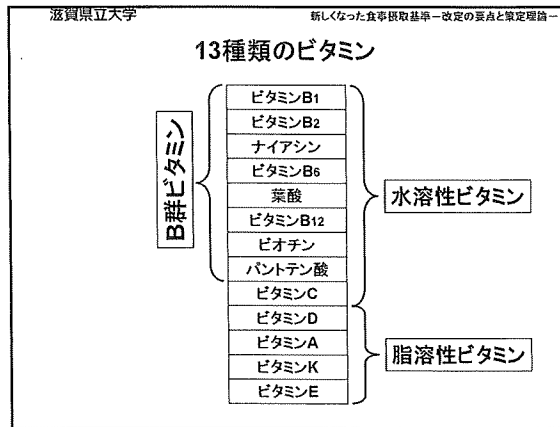 滋賀県立大学
新しくなった食事摂取基準－改定の要点と策定理論－
13種類のビタミン
B群ビタミン
ビタミンB1
ビタミンB2
ナイアシン
ビタミンB6
葉酸
ビタミンB12
ビオチン
パントテン酸
ビタミンC
ビタミンD
ビタミンA
ビタミンK
ビタミンE
水溶性ビタミン
脂溶性ビタミン